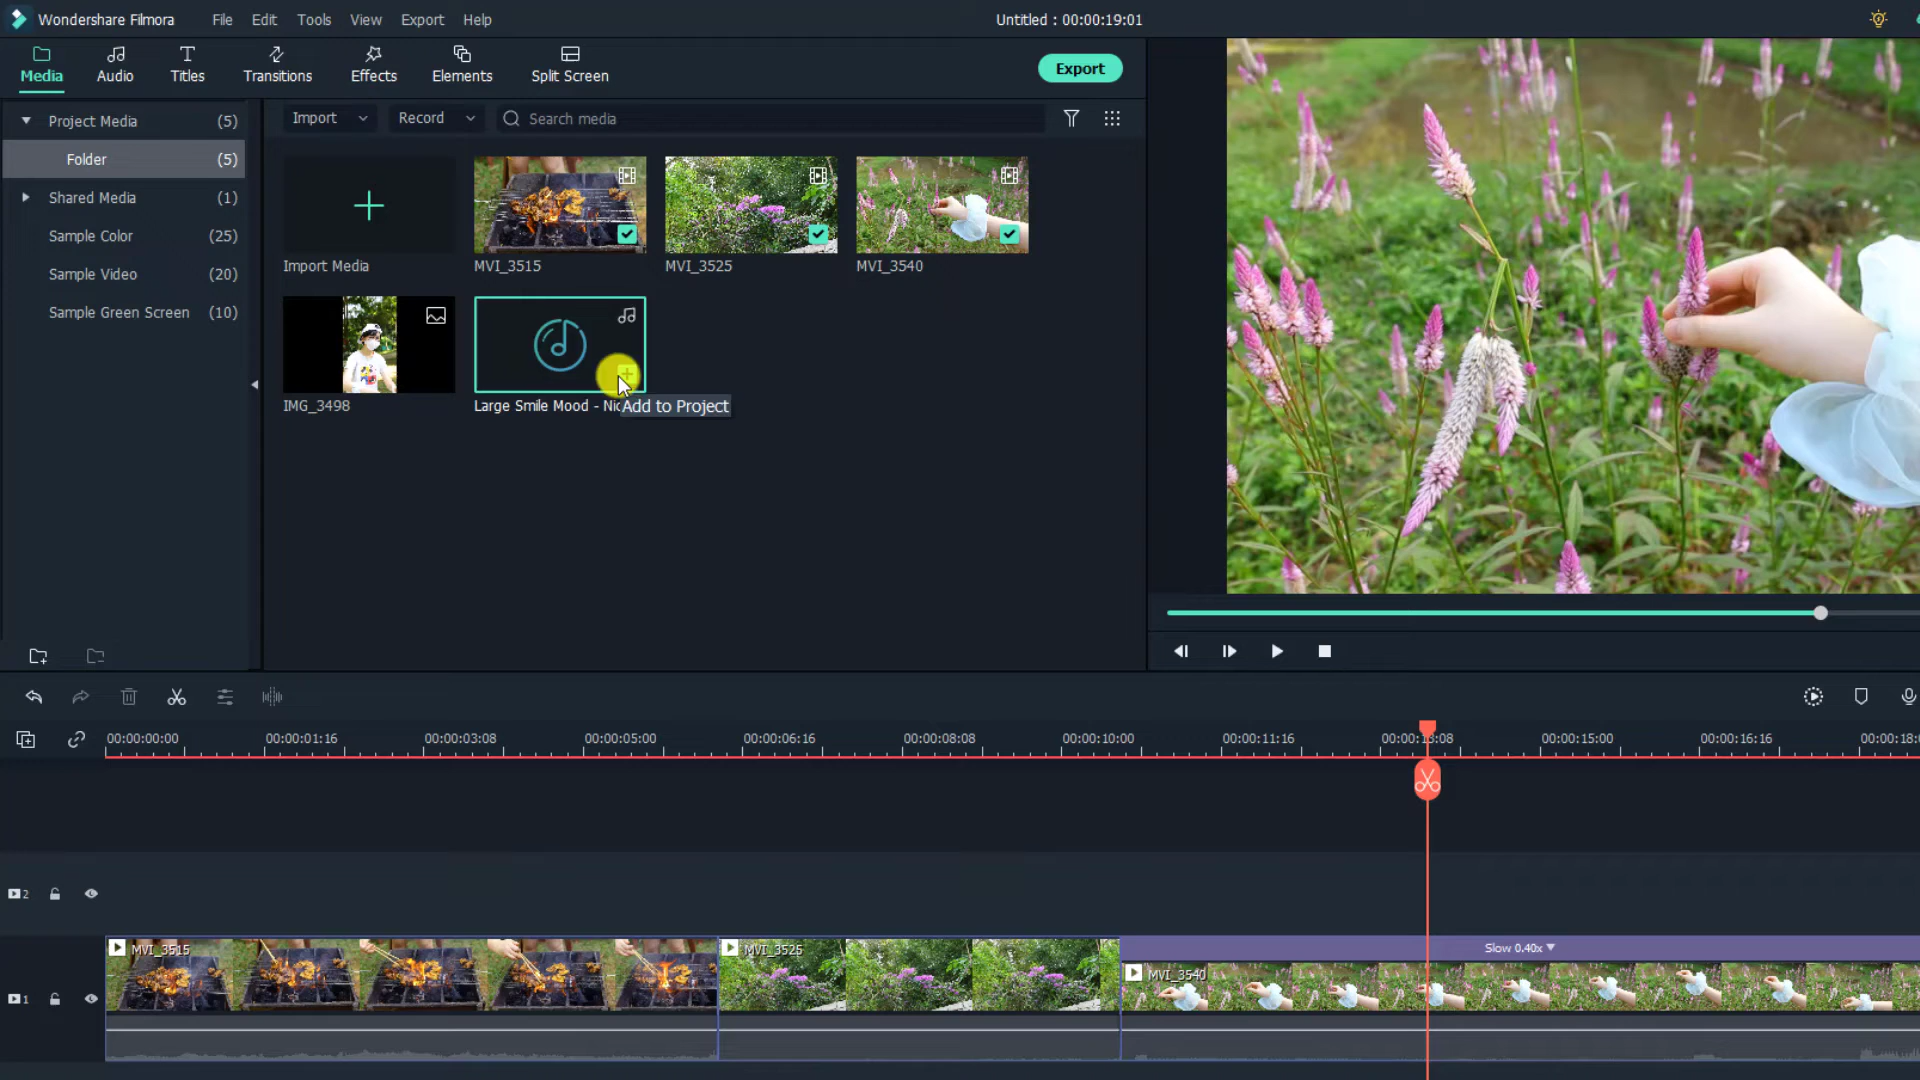 Wondershare Filmora File Edit Tools View Export Help Untitled : 00:00:19:01
Media Audio Titles Transitions Effects Elements Split Screen Export
Project Media (5)
Folder (5)
Shared Media (1)
Sample Color (25)
Sample Video (20)
Sample Green Screen (10)
Import Record Search media
Import Media MVI_3515 MVI_3525 MVI_3540
IMG_3498 Large Smile Mood - Add to Project
00:00:00:00 00:00:01:16 00:00:03:08 00:00:05:00 00:00:06:16 00:00:08:08 00:00:10:00 00:00:11:16 00:00:13:08 00:00:15:00 00:00:16:16
2
MVI_3515 MVI_3525 Slow 0.40x
MVI_3540
1